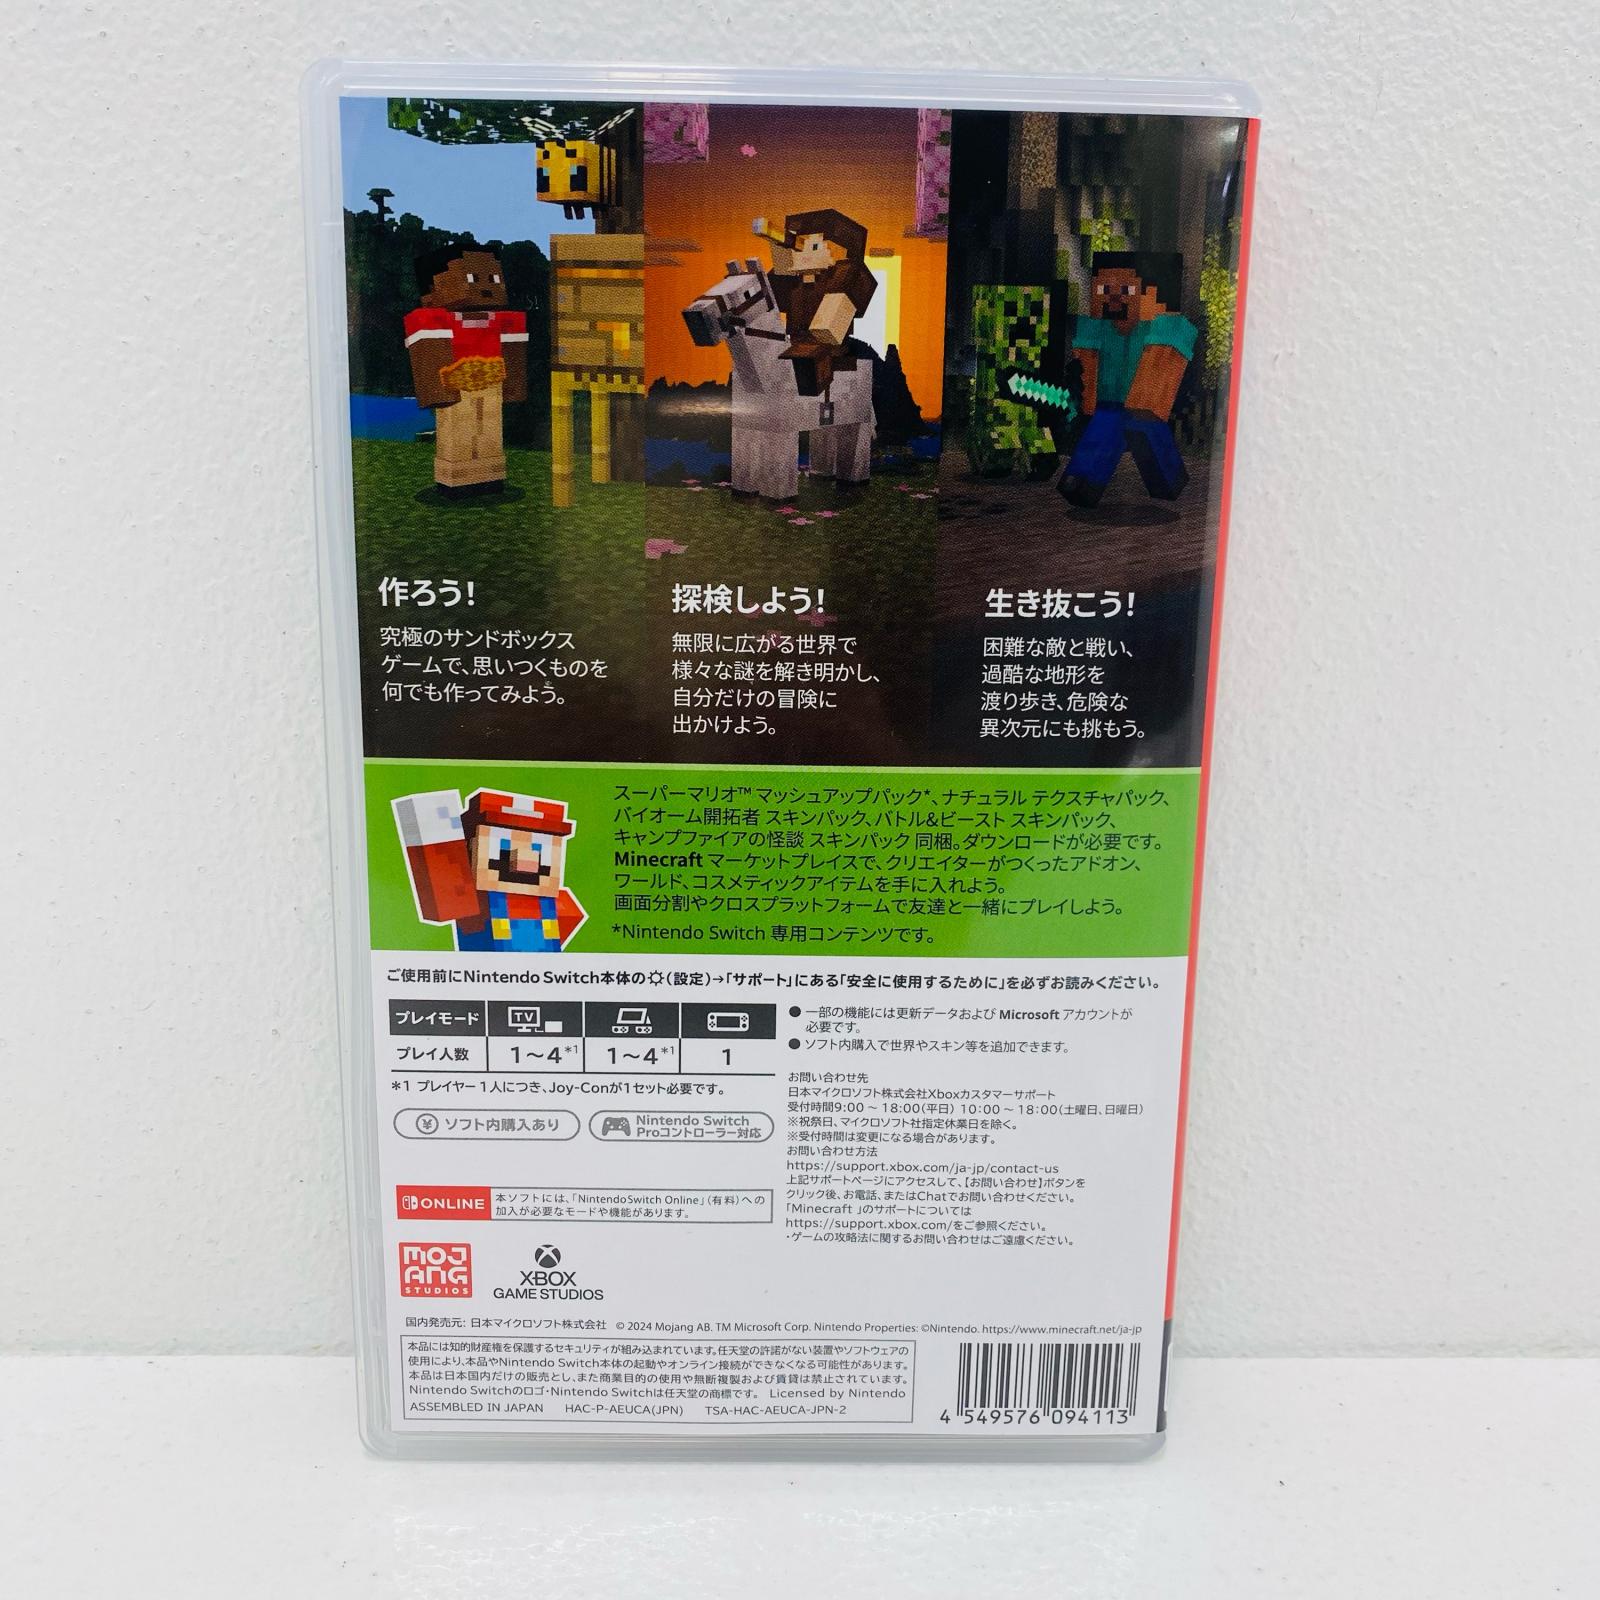 作ろう!
究極のサンドボックス
ゲームで、思いつくものを
何でも作ってみよう。
探検しよう!
無限に広がる世界で
様々な謎を解き明かし、
自分だけの冒険に
出かけよう。
生き抜こう!
困難な敵と戦い、
過酷な地形を
渡り歩き、危険な
異次元にも挑もう。
スーパーマリオ™ マッシュアップパック*、ナチュラル テクスチャパック、
バイオーム開拓者 スキンパック、バトル&ビースト スキンパック、
キャンプファイアの怪談 スキンパック 同梱。ダウンロードが必要です。
Minecraft マーケットプレイスで、クリエイターがつくったアドオン、
ワールド、コスメティックアイテムを手に入れよう。
画面分割やクロスプラットフォームで友達と一緒にプレイしよう。
*Nintendo Switch 専用コンテンツです。
ご使用前にNintendo Switch本体の(設定)→「サポート」にある「安全に使用するために」を必ずお読みください。
プレイモード TV
プレイ人数 1~4*1 1~4*1 1
*1 プレイヤー1人につき、Joy-Conが1セット必要です。
¥ ソフト内購入あり
Nintendo Switch
Proコントローラー対応
ONLINE
本ソフトには、「Nintendo Switch Online」(有料)への
加入が必要なモードや機能があります。
● 一部の機能には更新データおよび Microsoft アカウントが
必要です。
● ソフト内購入で世界やスキン等を追加できます。
お問い合わせ先
日本マイクロソフト株式会社Xboxカスタマーサポート
受付時間9:00 ~ 18:00(平日) 10:00 ~ 18:00(土曜日、日曜日)
※祝祭日、マイクロソフト社指定休業日を除く。
※受付時間は変更になる場合があります。
お問い合わせ方法
https://support.xbox.com/ja-jp/contact-us
上記サポートページにアクセスして、【お問い合わせ】ボタンを
クリック後、お電話、またはChatでお問い合わせください。
「Minecraft 」のサポートについては
https://support.xbox.com/をご参照ください。
・ゲームの攻略法に関するお問い合わせはご遠慮ください。
MOJ
ANG
STUDIOS
XBOX
GAME STUDIOS
国内発売元: 日本マイクロソフト株式会社 © 2024 Mojang AB. TM Microsoft Corp. Nintendo Properties: ©Nintendo. https://www.minecraft.net/ja-jp
本品には知的財産権を保護するセキュリティが組み込まれています。任天堂の許諾がない装置やソフトウェアの
使用により、本品やNintendo Switch本体の起動やオンライン接続ができなくなる可能性があります。
本品は日本国内だけの販売とし、また商業目的の使用や無断複製および賃貸は禁止されています。
Nintendo Switchのロゴ・Nintendo Switchは任天堂の商標です。 Licensed by Nintendo
ASSEMBLED IN JAPAN HAC-P-AEUCA(JPN) TSA-HAC-AEUCA-JPN-2
4 549576 094113